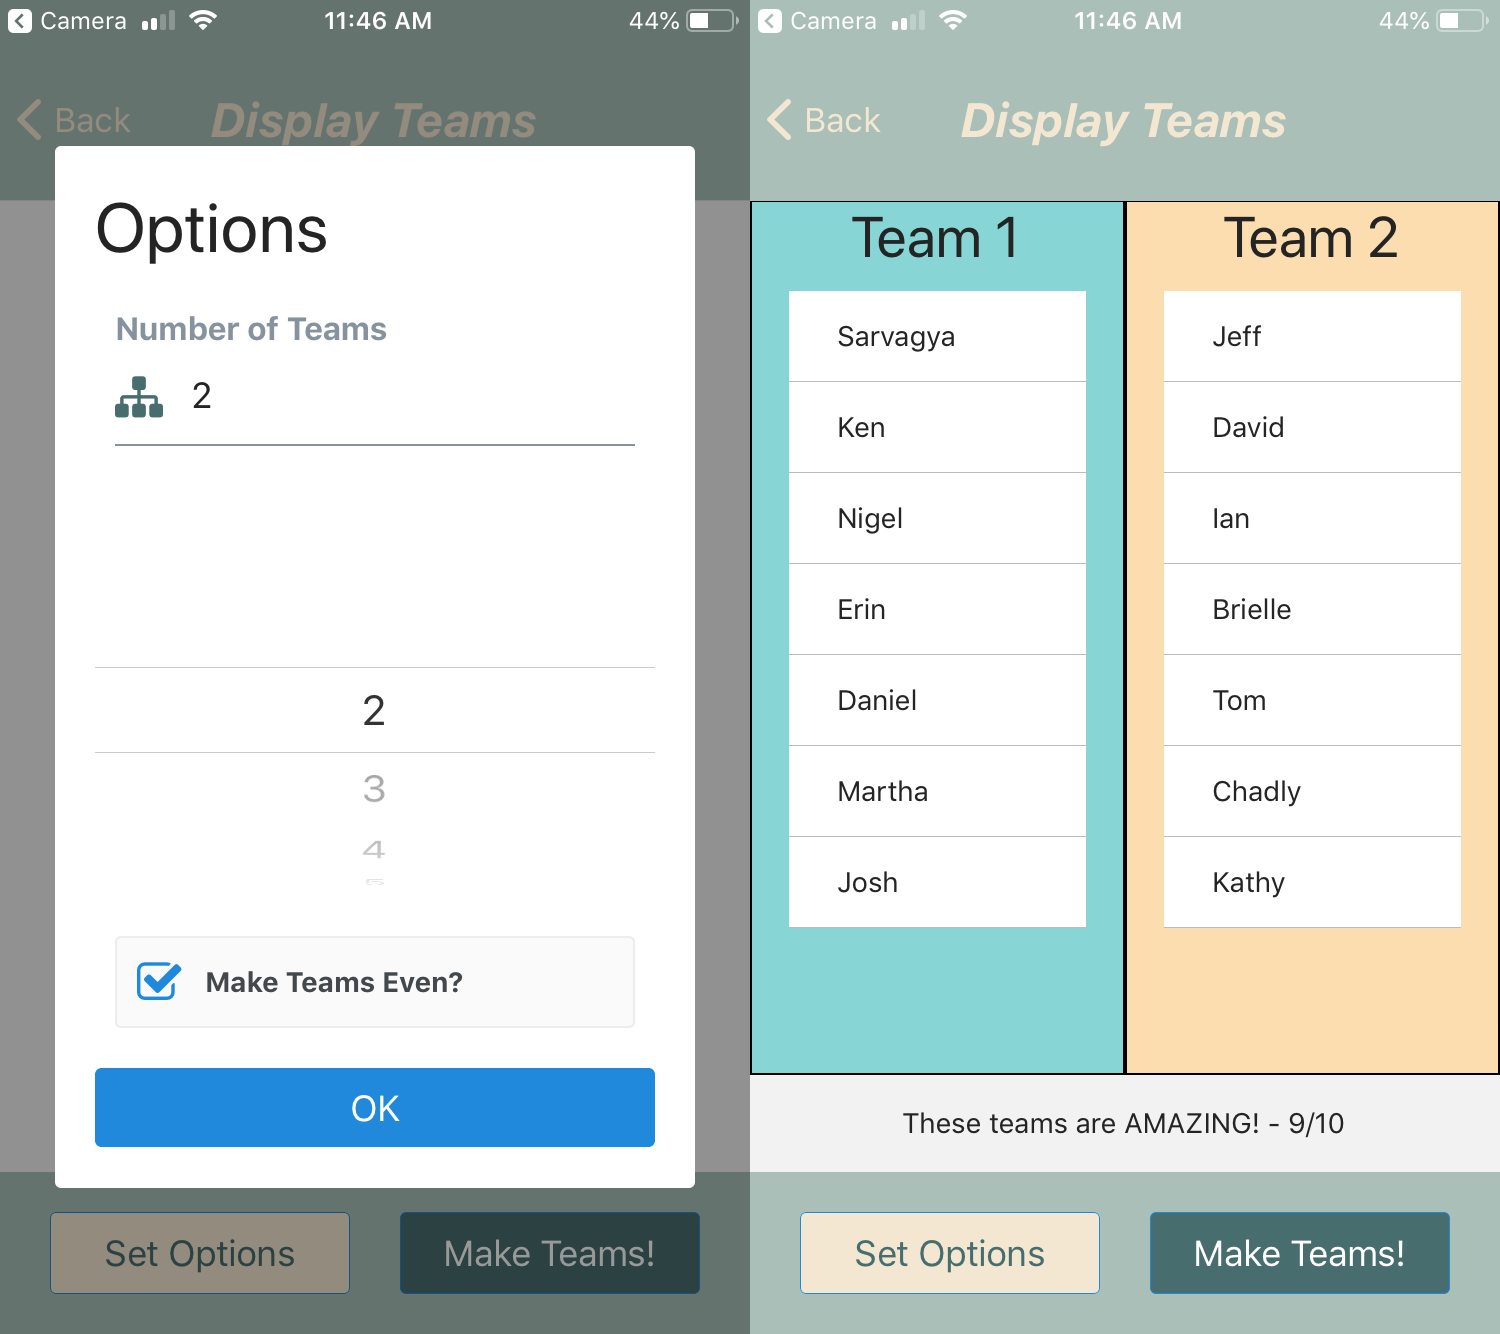 Camera 11:46 AM 44%
Back Display Teams
Options
Number of Teams
2
2
3
4
5
Make Teams Even?
OK
Set Options Make Teams!
Camera 11:46 AM 44%
Back Display Teams
Team 1 Team 2
Sarvagya Jeff
Ken David
Nigel Ian
Erin Brielle
Daniel Tom
Martha Chadly
Josh Kathy
These teams are AMAZING! - 9/10
Set Options Make Teams!